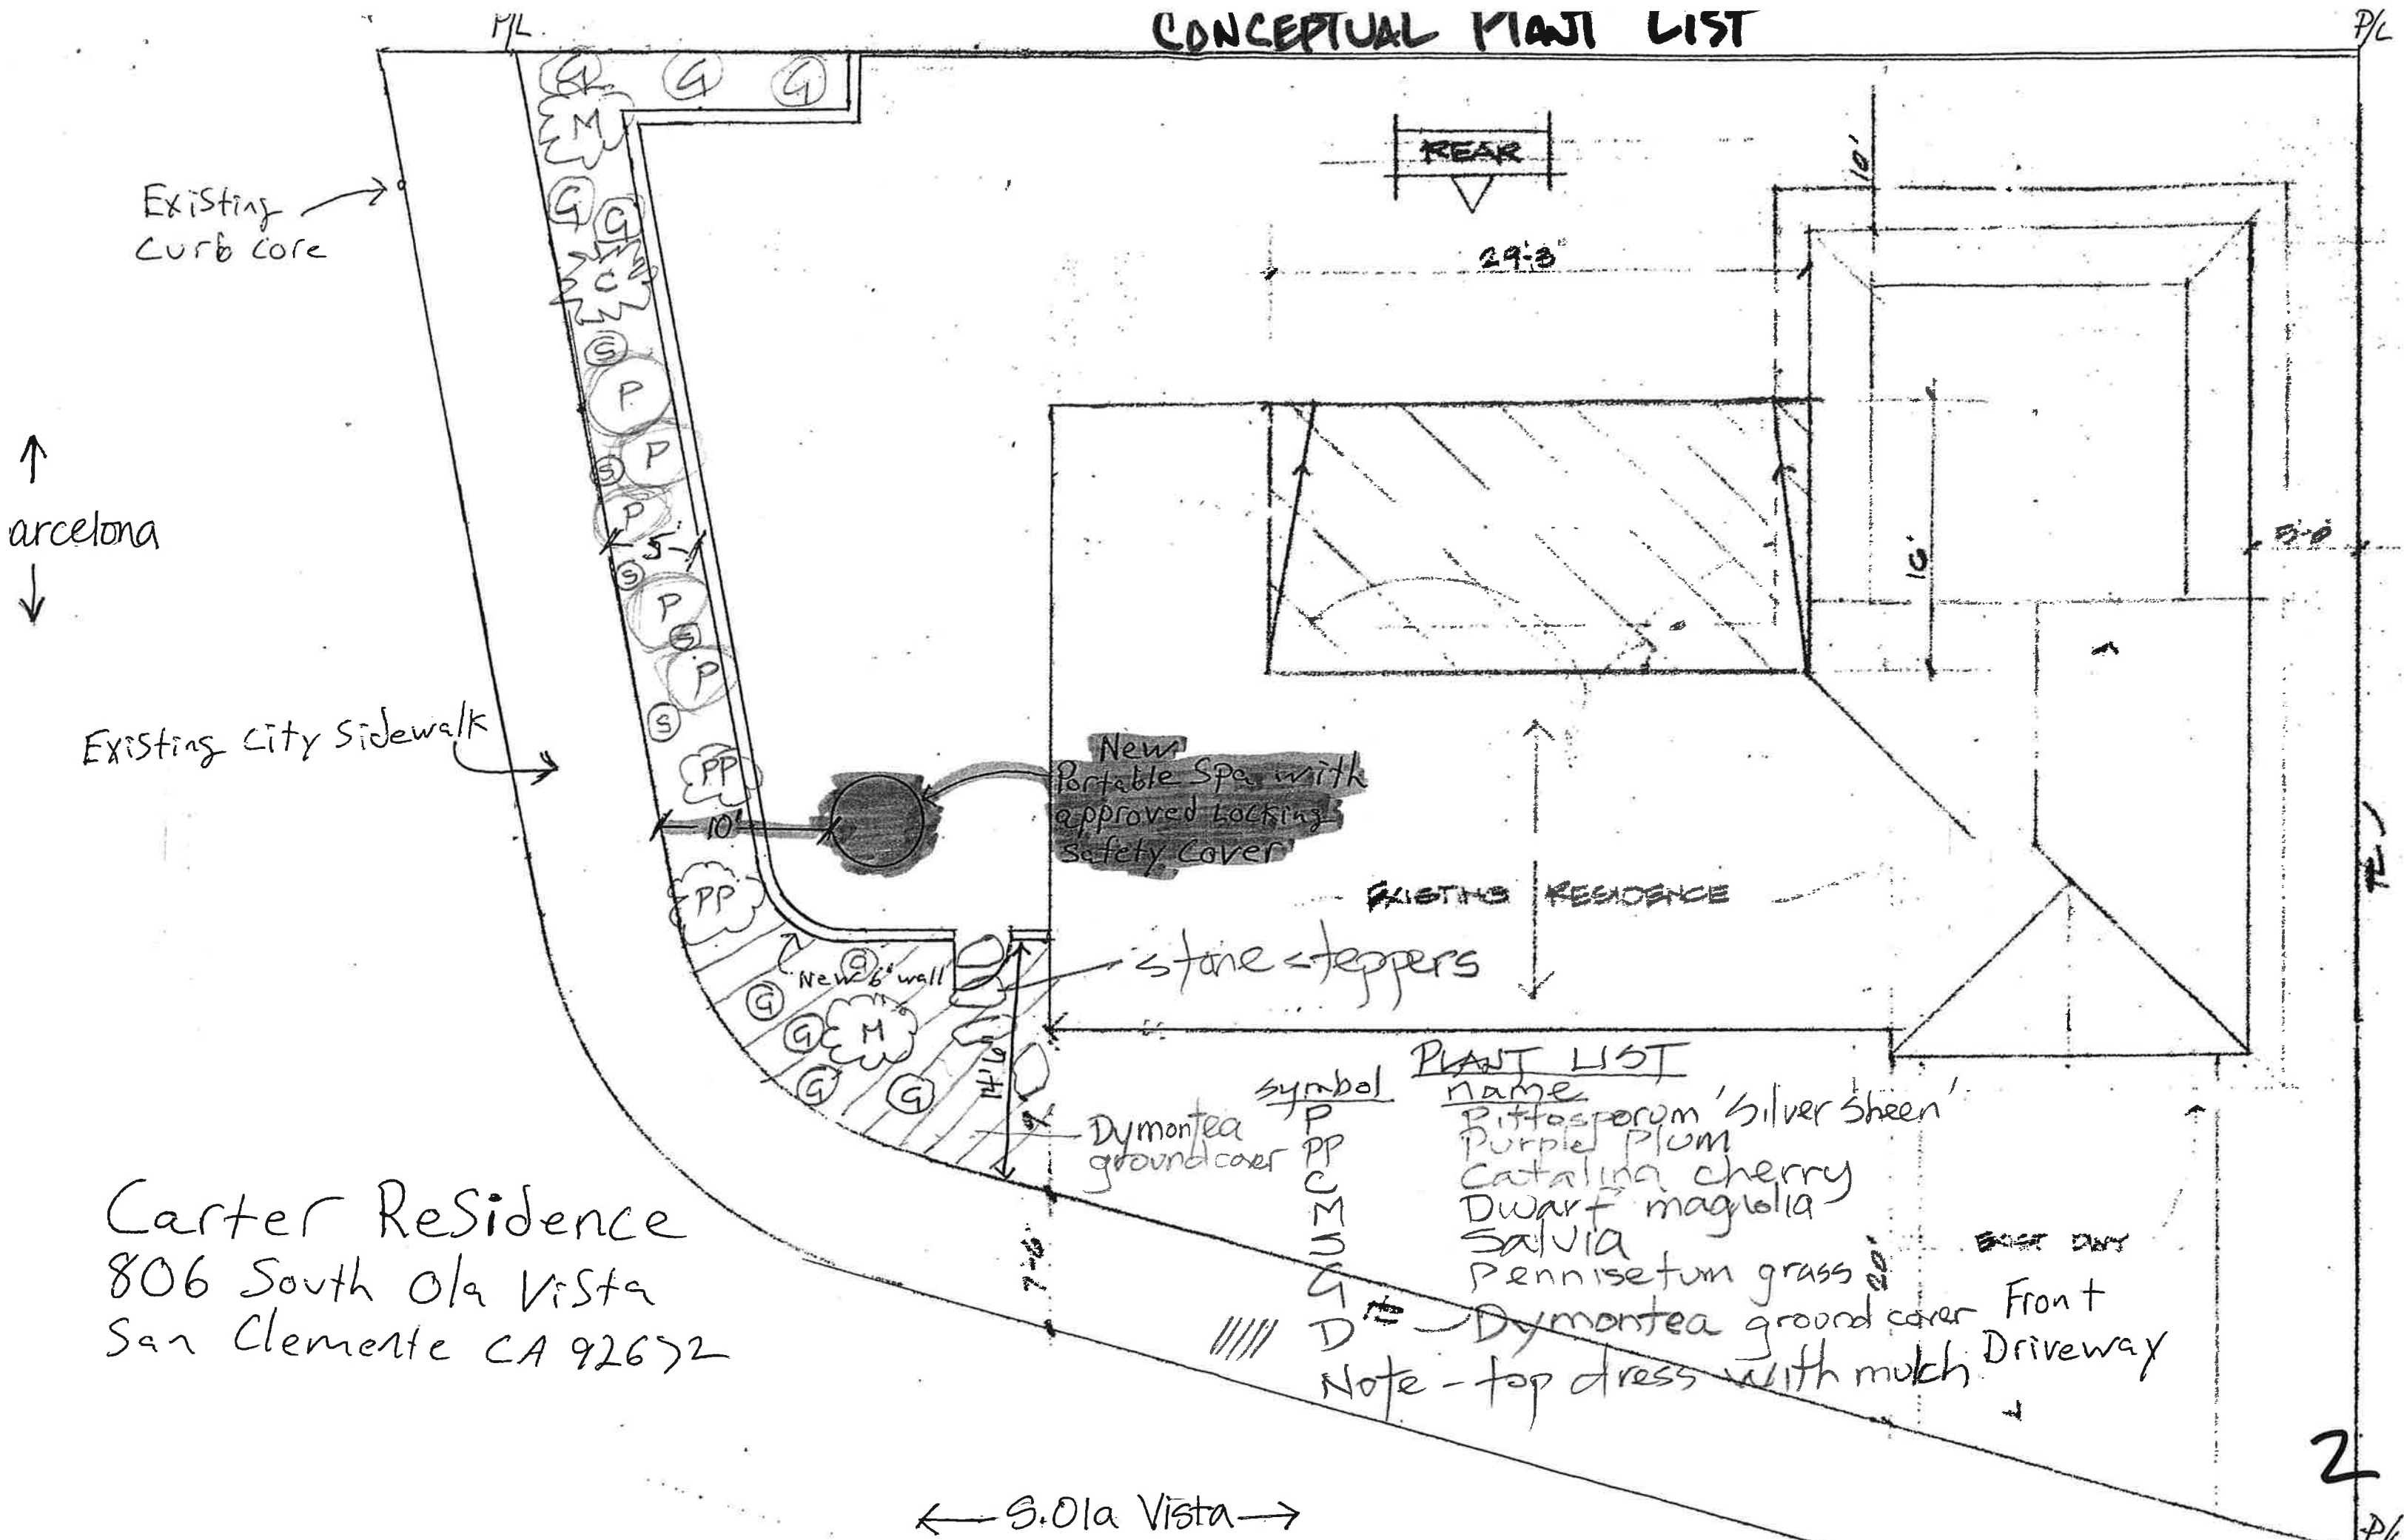 P/L
CONCEPTUAL PLANT LIST
P/L
G G G
M
REAR
10'
Existing
Curb core
G
G
29'-3"
C
S
P
P
S
P
arcelona
5'
S
P
S
P
16'
5'-0"
S
Existing City Sidewalk
PP
New
Portable Spa with
approved Locking
Safety Cover
10'
PP
EXISTING RESIDENCE
stone steppers
New 6' wall
G
G
G
M
G
G
Dymontea
groundcover
PLANT LIST
symbol name
P Pittosporum 'Silver Sheen'
PP Purple Plum
C Catalina cherry
M Dwarf magnolia
S Salvia
G Pennisetum grass
D Dymontea ground cover
Note - top dress with mulch
7'-6"
20'
Front
Driveway
Carter Residence
806 South Ola Vista
San Clemente CA 92672
S. Ola Vista
2
P/L